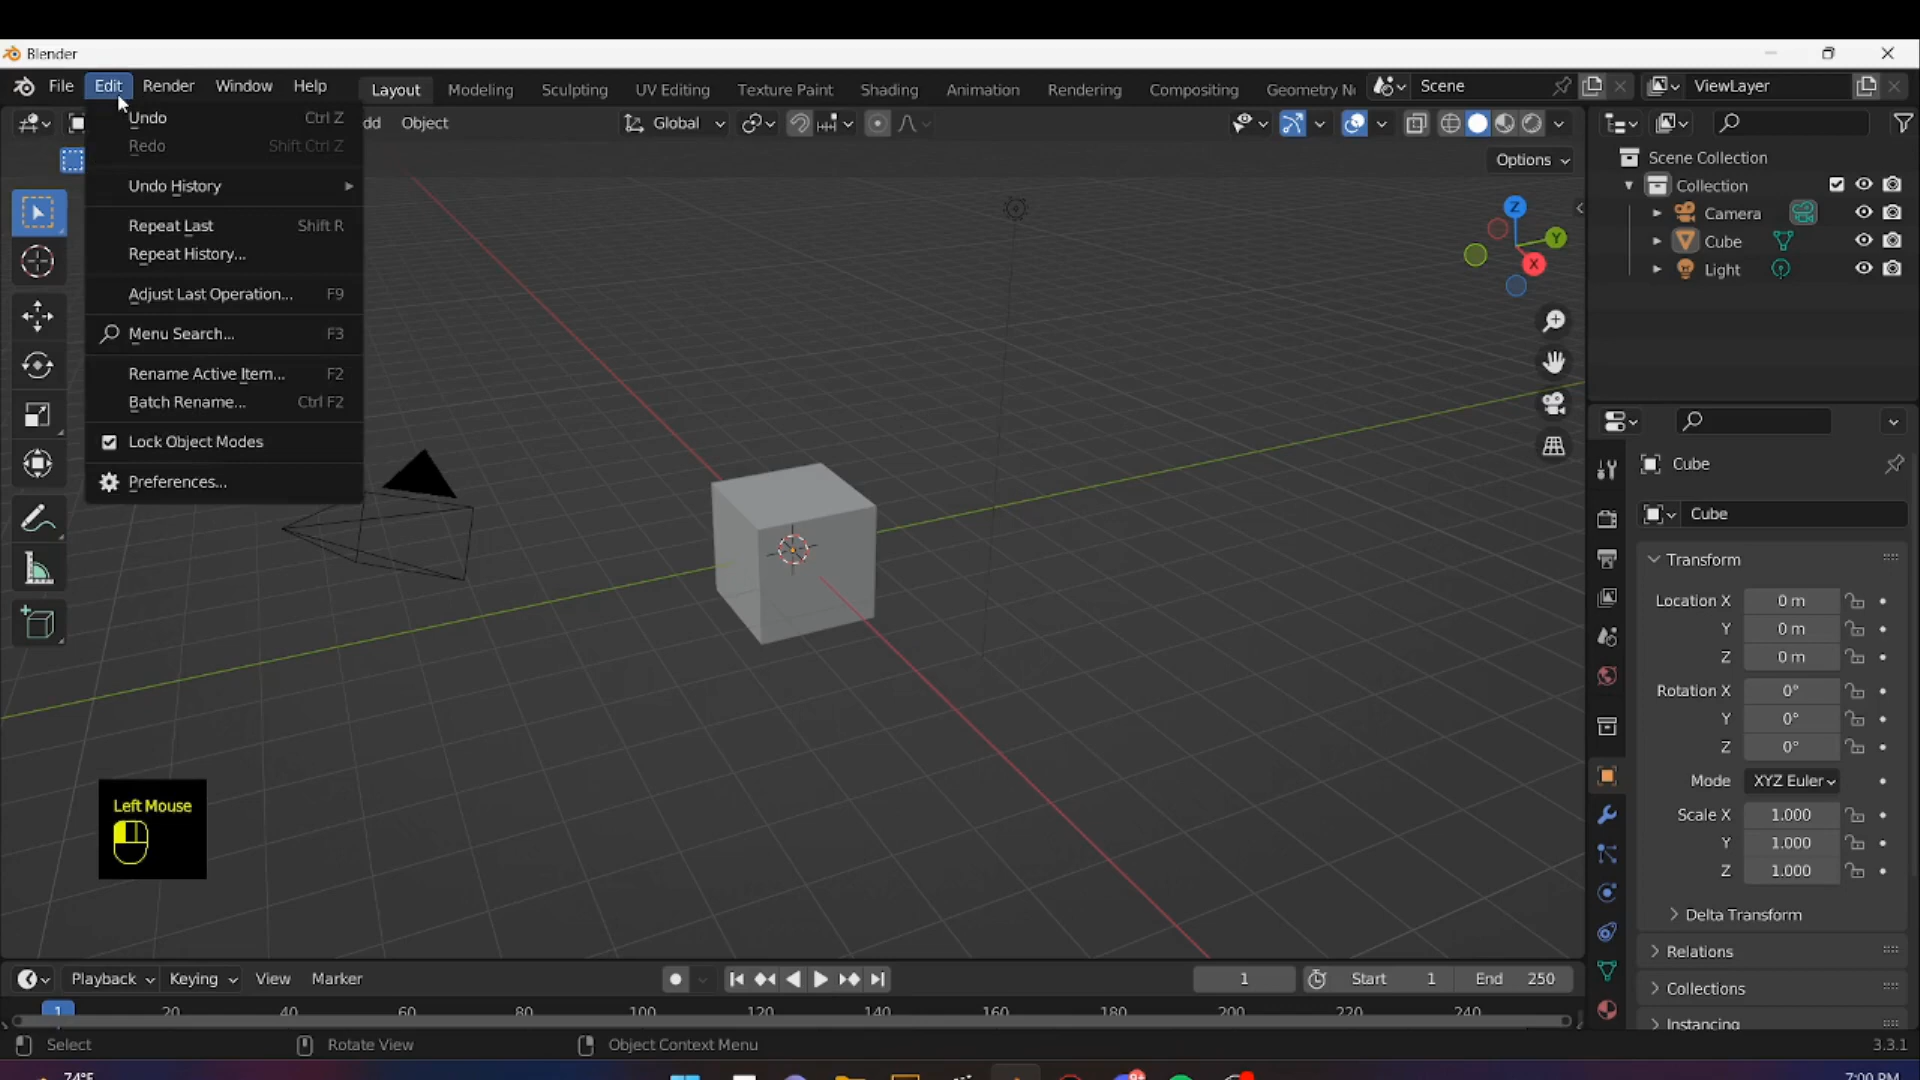 Blender
File Edit Render Window Help Layout Modeling Sculpting UV Editing Texture Paint Shading Animation Rendering Compositing Geometry N Scene ViewLayer
dd Object Global
Options
Undo Ctrl Z
Redo Shift Ctrl Z
Undo History
Repeat Last Shift R
Repeat History...
Adjust Last Operation... F9
Menu Search... F3
Rename Active Item... F2
Batch Rename... Ctrl F2
Lock Object Modes
Preferences...
Z
Y
X
Scene Collection
Collection
Camera
Cube
Light
Cube
Cube
Transform
Location X 0 m
Y 0 m
Z 0 m
Rotation X 0°
Y 0°
Z 0°
Mode XYZ Euler
Scale X 1.000
Y 1.000
Z 1.000
Delta Transform
Relations
Collections
Instancing
Left Mouse
Playback Keying View Marker 1 Start 1 End 250
1 20 40 60 80 100 120 140 160 180 200 220 240
Select Rotate View Object Context Menu 3.3.1
74°F 9+ 7:00 PM